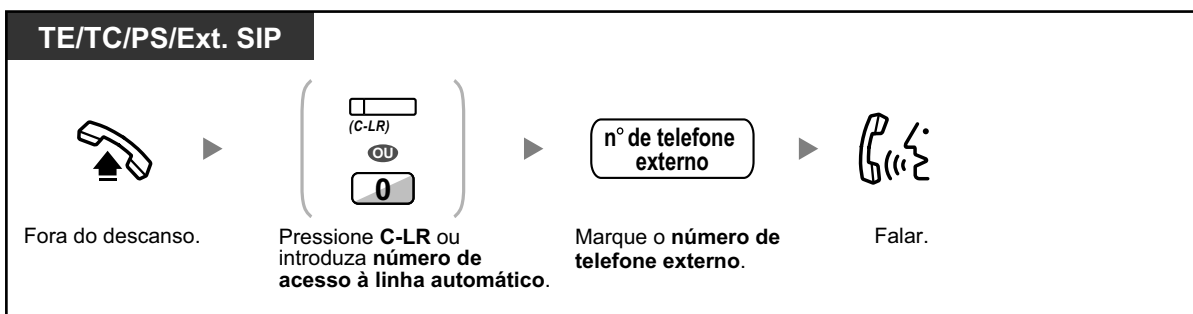 TE/TC/PS/Ext. SIP
(C-LR)
OU
0
n° de telefone
externo
Fora do descanso.
Pressione C-LR ou
introduza número de
acesso à linha automático.
Marque o número de
telefone externo.
Falar.